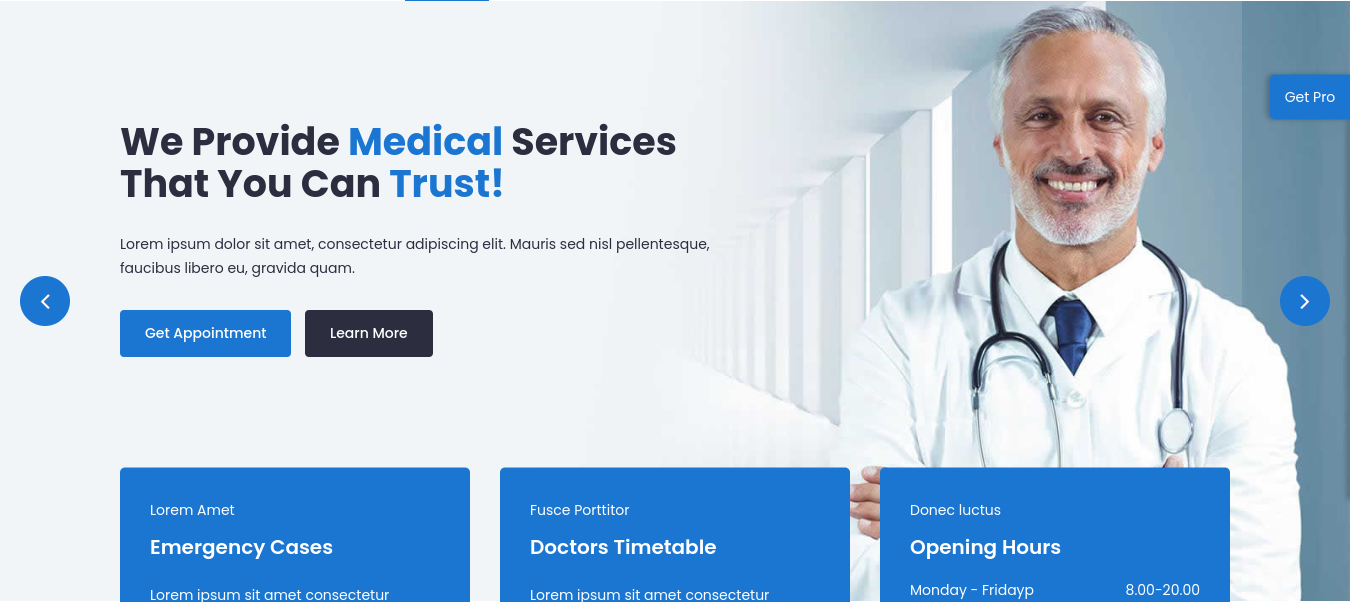 Get Pro
We Provide Medical Services
That You Can Trust!
Lorem ipsum dolor sit amet, consectetur adipiscing elit. Mauris sed nisl pellentesque,
faucibus libero eu, gravida quam.
Get Appointment
Learn More
Lorem Amet
Emergency Cases
Lorem ipsum sit amet consectetur
Fusce Porttitor
Doctors Timetable
Lorem ipsum sit amet consectetur
Donec luctus
Opening Hours
Monday - Fridayp 8.00-20.00